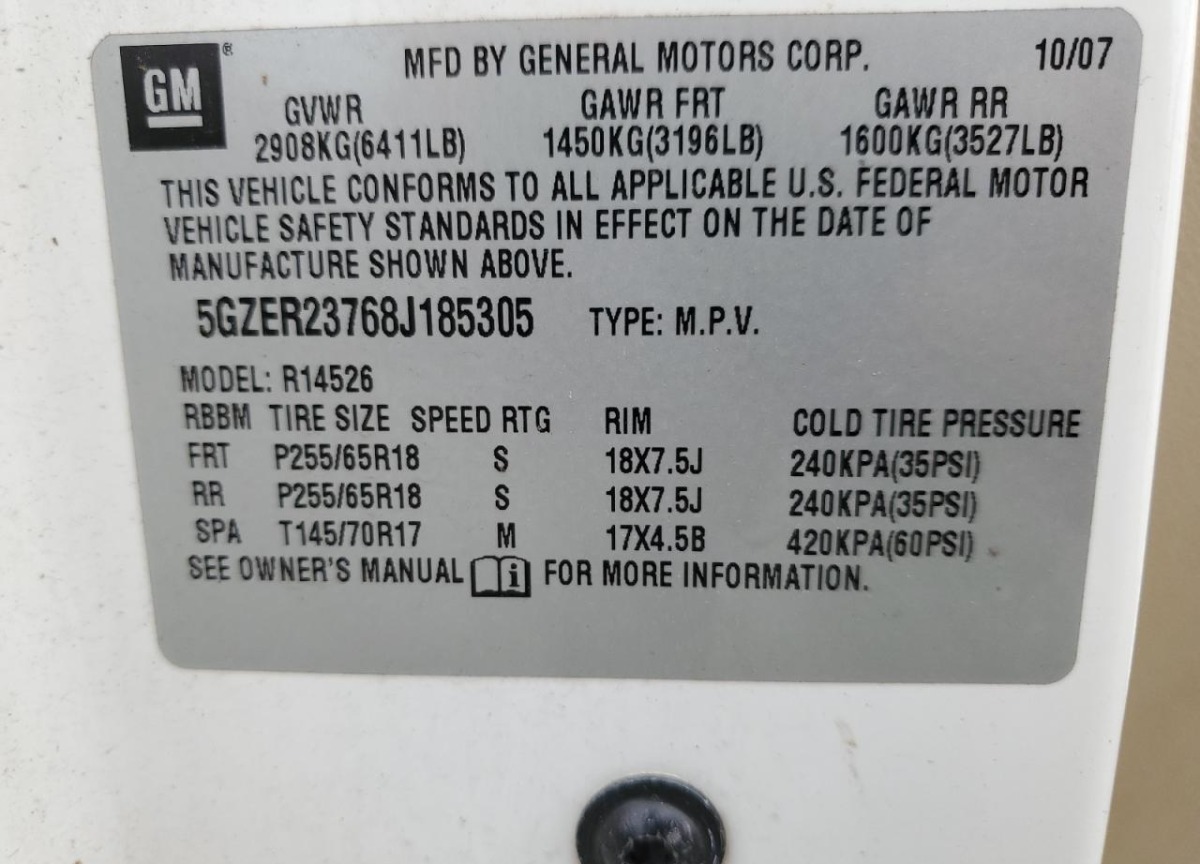 GM® MFD BY GENERAL MOTORS CORP. 10/07
GVWR GAWR FRT GAWR RR
2908KG(6411LB) 1450KG(3196LB) 1600KG(3527LB)
THIS VEHICLE CONFORMS TO ALL APPLICABLE U.S. FEDERAL MOTOR
VEHICLE SAFETY STANDARDS IN EFFECT ON THE DATE OF
MANUFACTURE SHOWN ABOVE.
5GZER23768J185305 TYPE: M.P.V.
MODEL: R14526
RBBM TIRE SIZE SPEED RTG RIM COLD TIRE PRESSURE
FRT P255/65R18 S 18X7.5J 240KPA(35PSI)
RR P255/65R18 S 18X7.5J 240KPA(35PSI)
SPA T145/70R17 M 17X4.5B 420KPA(60PSI)
SEE OWNER'S MANUAL i FOR MORE INFORMATION.